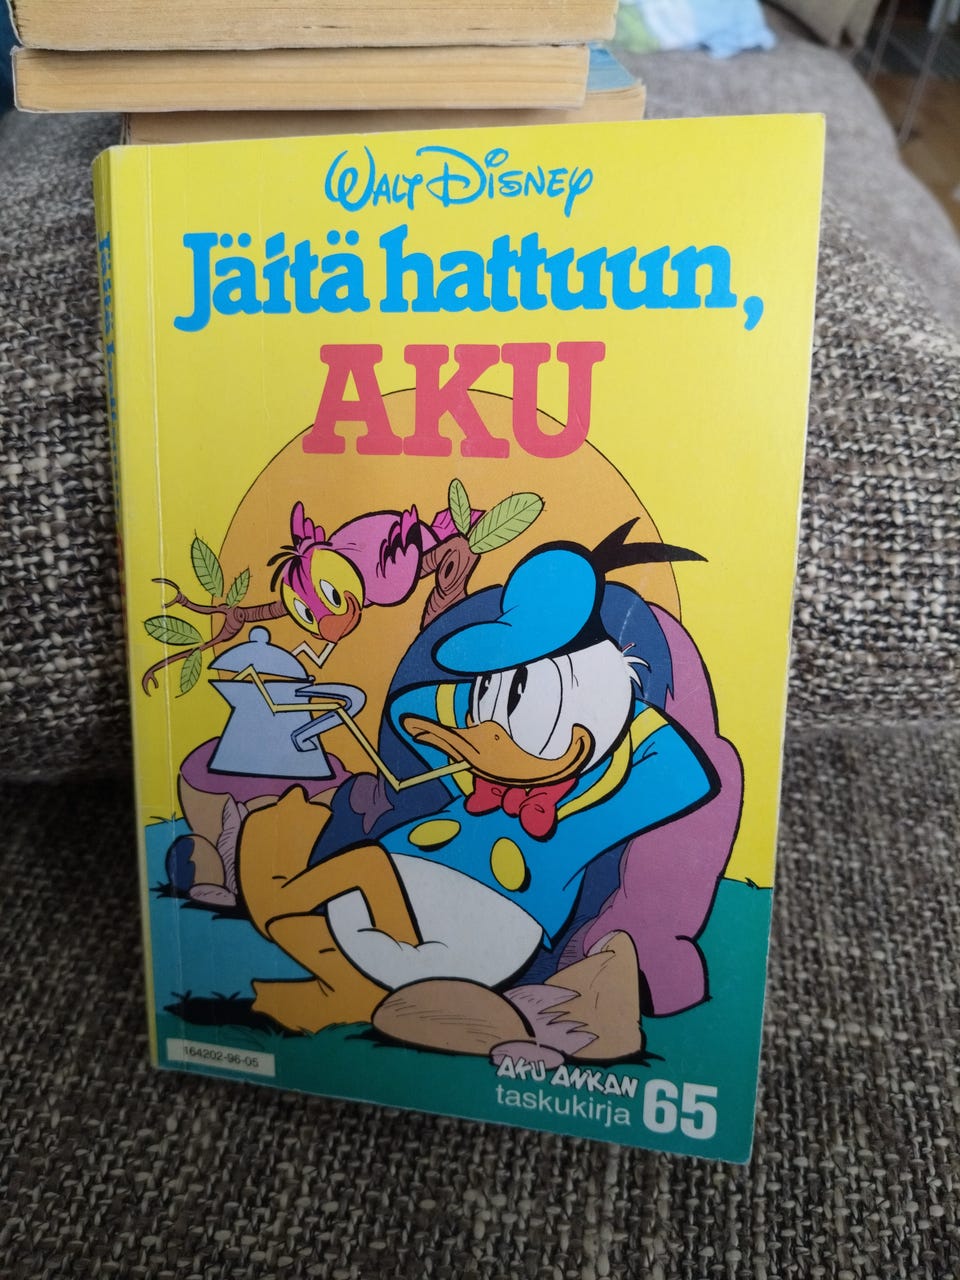 WALT DISNEY
Jäitä hattuun,
AKU
164202-96-05
AKU ANKAN
taskukirja 65